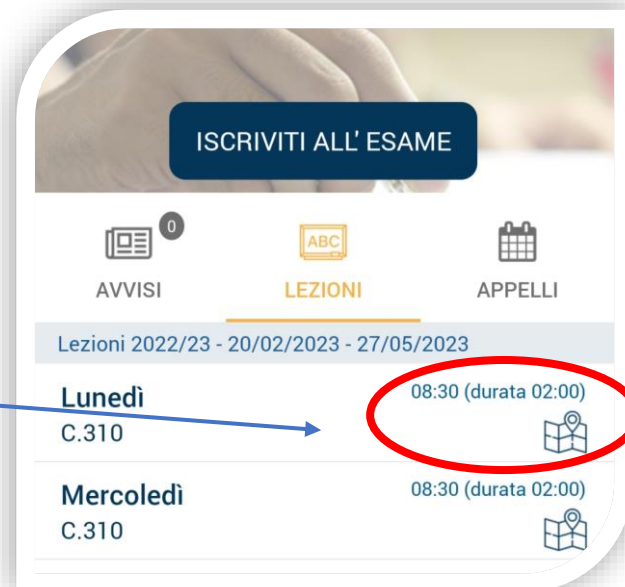 ISCRIVITI ALL' ESAME
0
ABC
AVVISI LEZIONI APPELLI
Lezioni 2022/23 - 20/02/2023 - 27/05/2023
Lunedì 08:30 (durata 02:00)
C.310
Mercoledì 08:30 (durata 02:00)
C.310